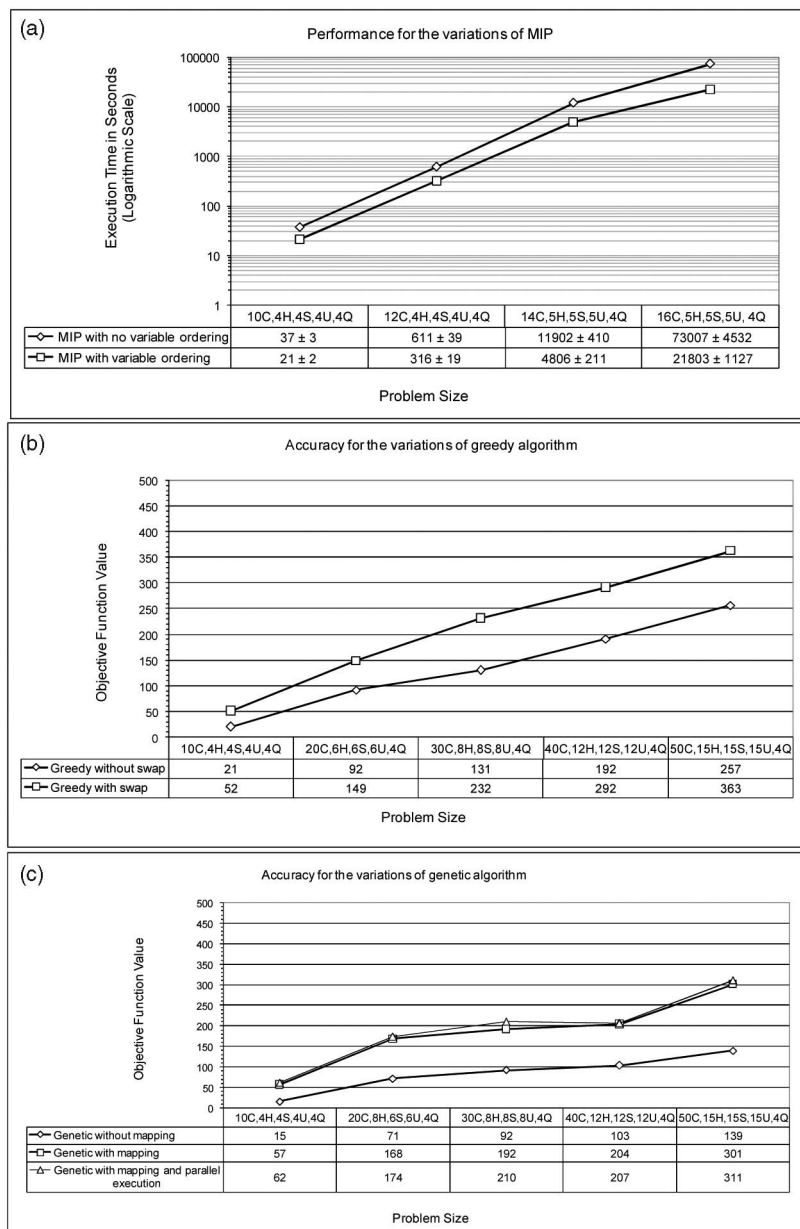 (a)
Performance for the variations of MIP
Execution Time in Seconds
(Logarithmic Scale)
100000
10000
1000
100
10
1
10C,4H,4S,4U,4Q 12C,4H,4S,4U,4Q 14C,5H,5S,5U,4Q 16C,5H,5S,5U, 4Q
MIP with no variable ordering 37 ± 3 611 ± 39 11902 ± 410 73007 ± 4532
MIP with variable ordering 21 ± 2 316 ± 19 4806 ± 211 21803 ± 1127
Problem Size
(b)
Accuracy for the variations of greedy algorithm
Objective Function Value
500
450
400
350
300
250
200
150
100
50
0
10C,4H,4S,4U,4Q 20C,6H,6S,6U,4Q 30C,8H,8S,8U,4Q 40C,12H,12S,12U,4Q 50C,15H,15S,15U,4Q
Greedy without swap 21 92 131 192 257
Greedy with swap 52 149 232 292 363
Problem Size
(c)
Accuracy for the variations of genetic algorithm
Objective Function Value
500
450
400
350
300
250
200
150
100
50
0
10C,4H,4S,4U,4Q 20C,8H,6S,6U,4Q 30C,8H,8S,8U,4Q 40C,12H,12S,12U,4Q 50C,15H,15S,15U,4Q
Genetic without mapping 15 71 92 103 139
Genetic with mapping 57 168 192 204 301
Genetic with mapping and parallel
execution 62 174 210 207 311
Problem Size